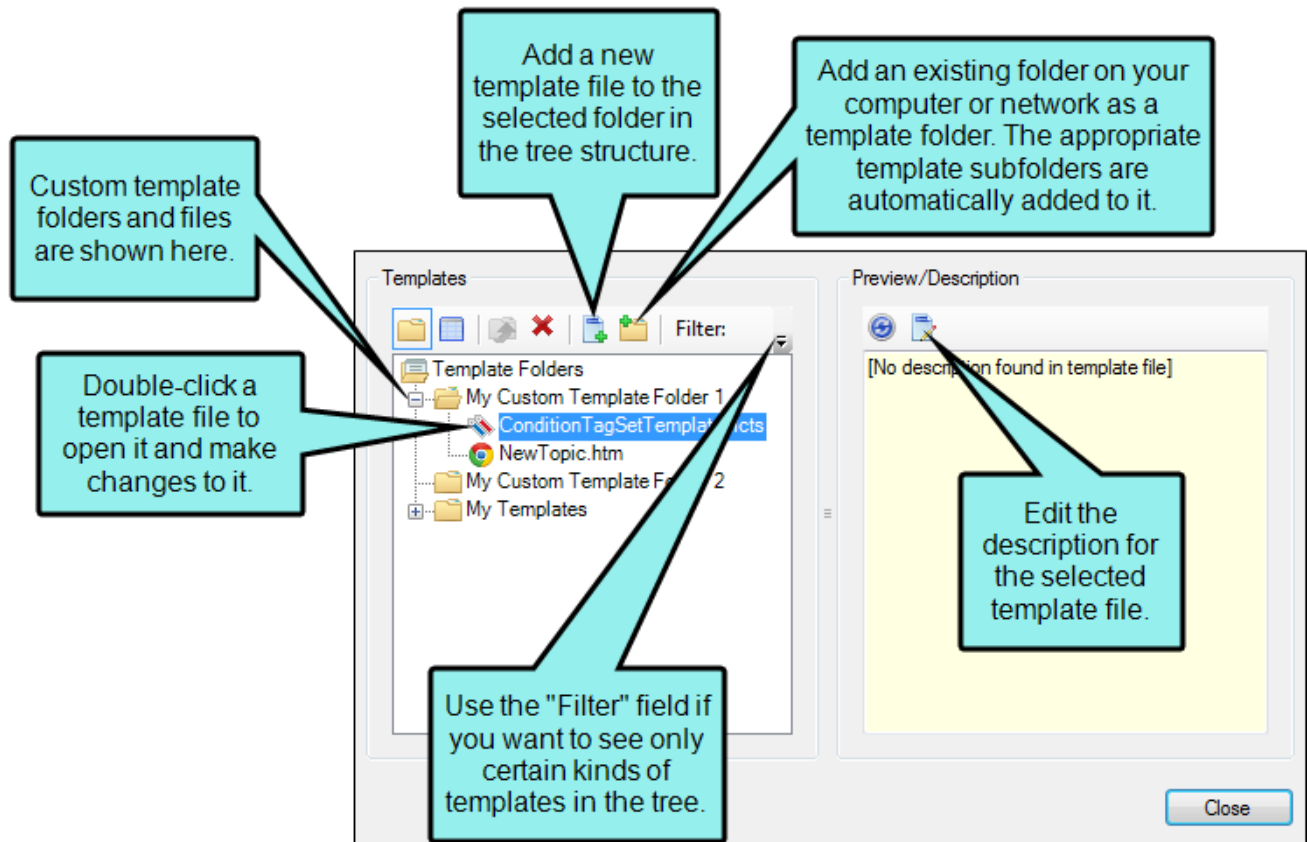 Add a new
template file to the
selected folder in
the tree structure.
Add an existing folder on your
computer or network as a
template folder. The appropriate
template subfolders are
automatically added to it.
Custom template
folders and files
are shown here.
Double-click a
template file to
open it and make
changes to it.
Templates
Filter:
Template Folders
My Custom Template Folder 1
NewTopic.htm
My Custom Template 2
My Templates
Preview/Description
[No description found in template file]
Edit the
description for
the selected
template file.
Use the "Filter" field if
you want to see only
certain kinds of
templates in the tree.
Close